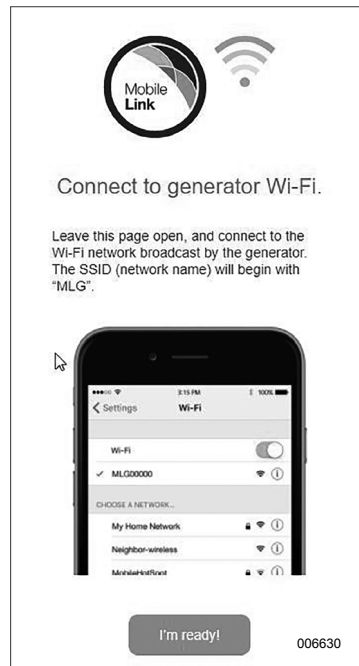 Mobile
Link
Connect to generator Wi-Fi.
Leave this page open, and connect to the
Wi-Fi network broadcast by the generator.
The SSID (network name) will begin with
“MLG”.
3:15 PM
100%
Settings
Wi-Fi
Wi-Fi
MLG00000
CHOOSE A NETWORK...
My Home Network
Neighbor-wireless
MobileHotSpot
I'm ready!
006630